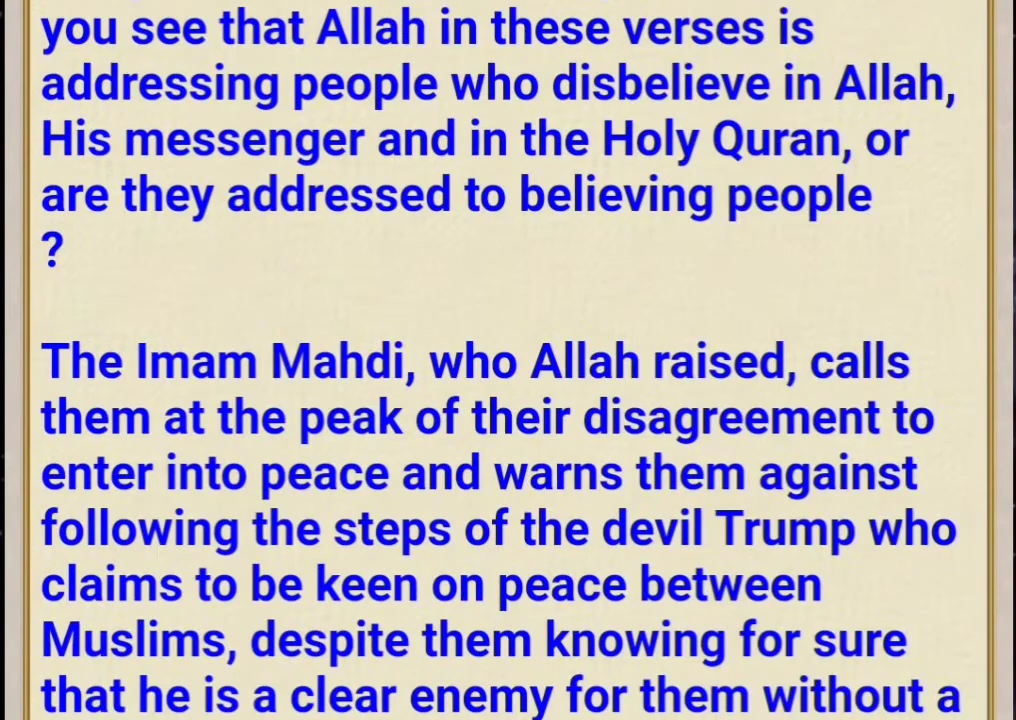 you see that Allah in these verses is
addressing people who disbelieve in Allah,
His messenger and in the Holy Quran, or
are they addressed to believing people
?
The Imam Mahdi, who Allah raised, calls
them at the peak of their disagreement to
enter into peace and warns them against
following the steps of the devil Trump who
claims to be keen on peace between
Muslims, despite them knowing for sure
that he is a clear enemy for them without a